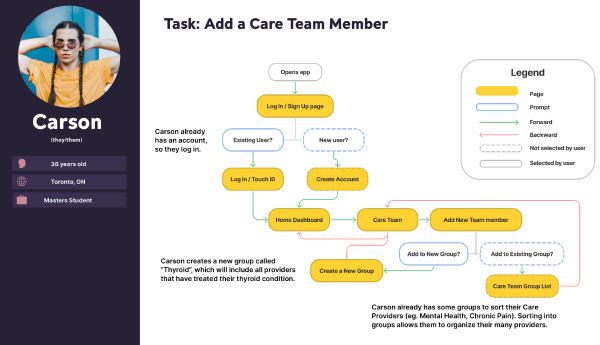 Task: Add a Care Team Member
Carson
(they/them)
36 years old
Toronto, ON
Masters Student
Opens app
Log In / Sign Up page
Carson already
has an account,
so they log in.
Existing User?
New user?
Log In / Touch ID
Create Account
Home Dashboard
Care Team
Add New Team member
Add to New Group?
Add to Existing Group?
Create a New Group
Care Team Group List
Carson creates a new group called
"Thyroid", which will include all providers
that have treated their thyroid condition.
Carson already has some groups to sort their Care
Providers (eg. Mental Health, Chronic Pain). Sorting into
groups allows them to organize their many providers.
Legend
Page
Prompt
Forward
Backward
Not selected by user
Selected by user